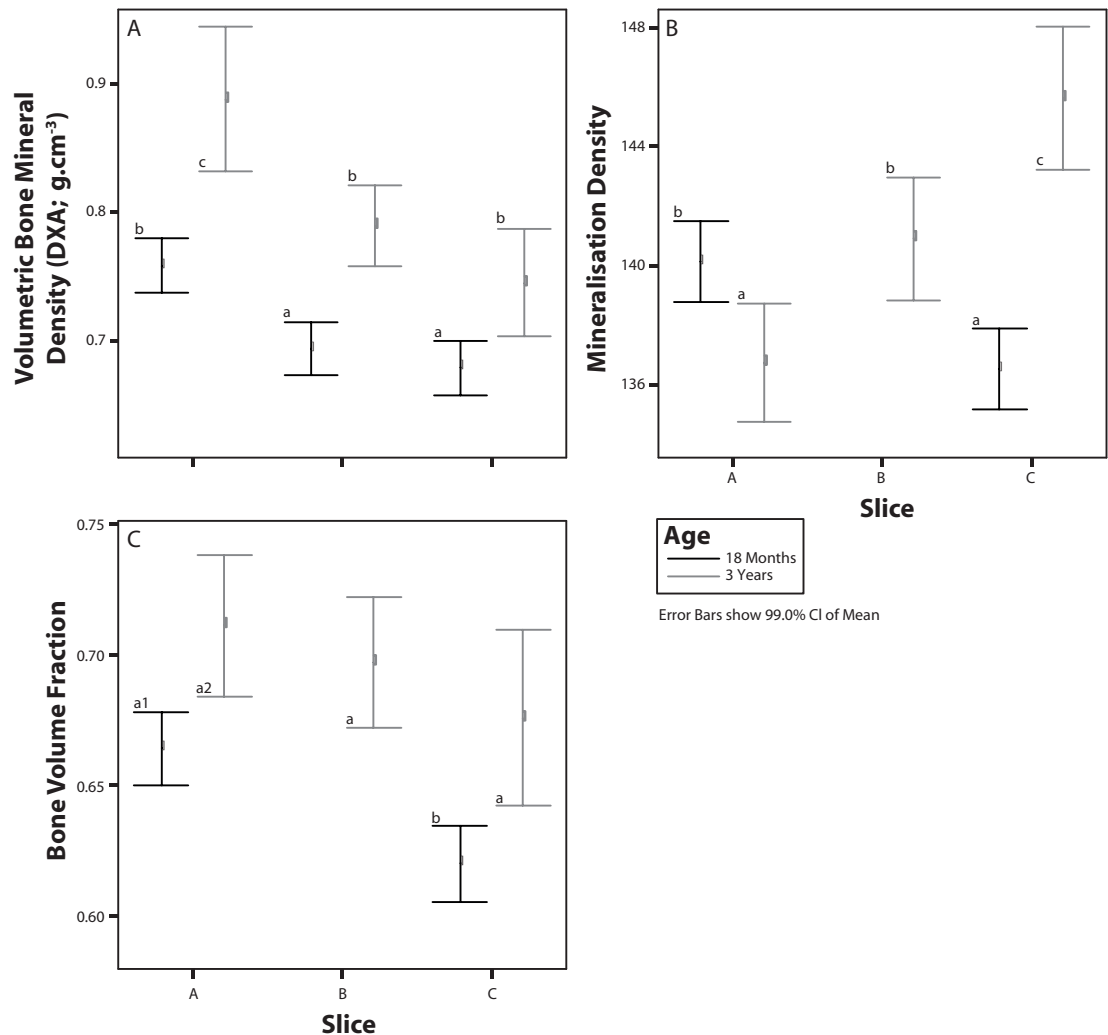 A
Volumetric Bone Mineral
Density (DXA; g.cm-3)
0.9
0.8
0.7
b
c
a
b
a
b
B
Mineralisation Density
148
144
140
136
b
a
b
a
c
A
B
C
Slice
Age
18 Months
3 Years
Error Bars show 99.0% CI of Mean
C
Bone Volume Fraction
0.75
0.70
0.65
0.60
a1
a2
a
b
a
A
B
C
Slice